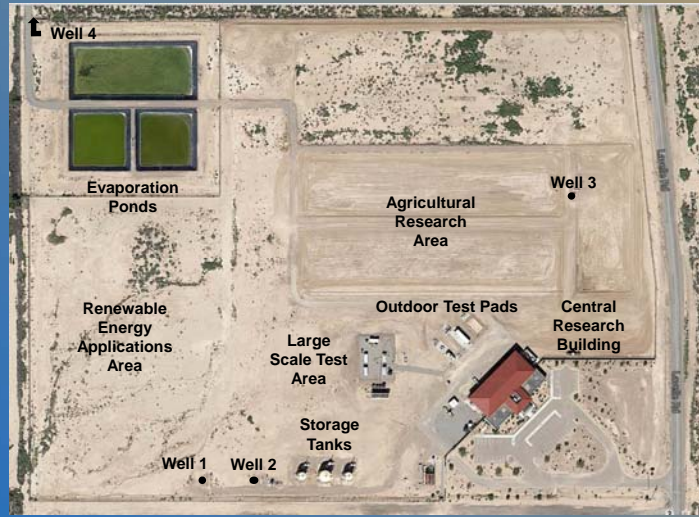 Well 4
Evaporation
Ponds
Well 3
Agricultural
Research
Area
Renewable
Energy
Applications
Area
Outdoor Test Pads
Central
Research
Building
Large
Scale Test
Area
Storage
Tanks
Well 1
Well 2